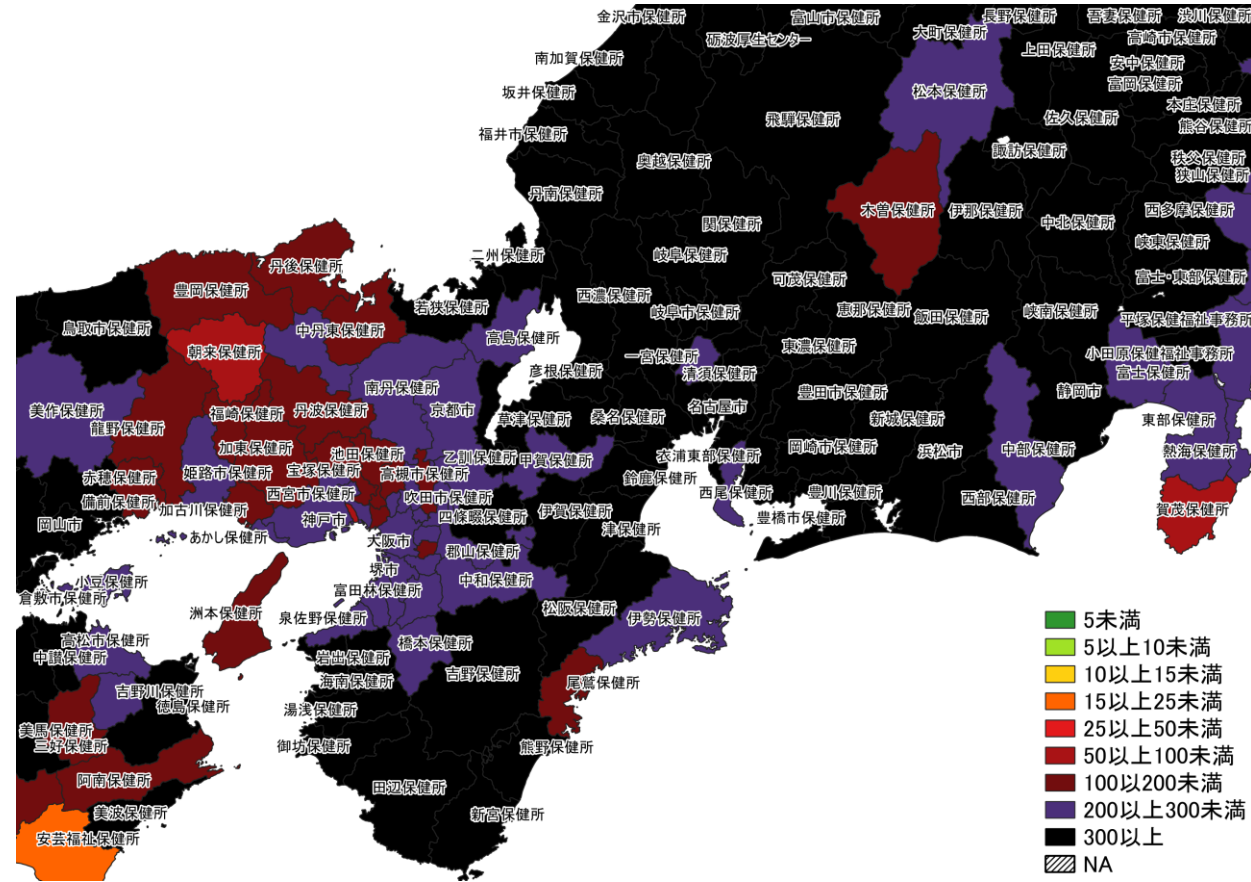 金沢市保健所
富山市保健所
長野保健所
吾妻保健所
渋川保健所
大町保健所
砺波厚生センター
高崎市保健所
上田保健所
南加賀保健所
安中保健所
富岡保健所
坂井保健所
松本保健所
本庄保健所
飛騨保健所
佐久保健所
熊谷保健所
福井市保健所
諏訪保健所
奥越保健所
秩父保健所
狭山保健所
丹南保健所
木曽保健所
伊那保健所
西多摩保健所
関保健所
中北保健所
峡東保健所
二州保健所
岐阜保健所
丹後保健所
可茂保健所
富士・東部保健所
豊岡保健所
西濃保健所
若狭保健所
恵那保健所
岐阜市保健所
飯田保健所
峡南保健所
平塚保健福祉事務所
鳥取市保健所
中丹東保健所
高島保健所
東濃保健所
朝来保健所
一宮保健所
小田原保健福祉事務所
彦根保健所
清須保健所
富士保健所
南丹保健所
豊田市保健所
静岡市
美作保健所
京都市
名古屋市
福崎保健所
丹波保健所
草津保健所
桑名保健所
新城保健所
東部保健所
龍野保健所
加東保健所
池田保健所
乙訓保健所
甲賀保健所
衣浦東部保健所
岡崎市保健所
浜松市
熱海保健所
姫路市保健所
宝塚保健所
高槻市保健所
中部保健所
赤穂保健所
鈴鹿保健所
西尾保健所
豊川保健所
西部保健所
備前保健所
西宮市保健所
吹田市保健所
加古川保健所
伊賀保健所
賀茂保健所
岡山市
神戸市
四條畷保健所
豊橋市保健所
津保健所
あかし保健所
大阪市
郡山保健所
堺市
小豆保健所
中和保健所
倉敷市保健所
富田林保健所
洲本保健所
松阪保健所
泉佐野保健所
伊勢保健所
高松市保健所
橋本保健所
中讃保健所
岩出保健所
吉野保健所
海南保健所
尾鷲保健所
吉野川保健所
徳島保健所
湯浅保健所
美馬保健所
三好保健所
御坊保健所
熊野保健所
阿南保健所
田辺保健所
美波保健所
新宮保健所
安芸福祉保健所
5未満
5以上10未満
10以上15未満
15以上25未満
25以上50未満
50以上100未満
100以200未満
200以上300未満
300以上
NA